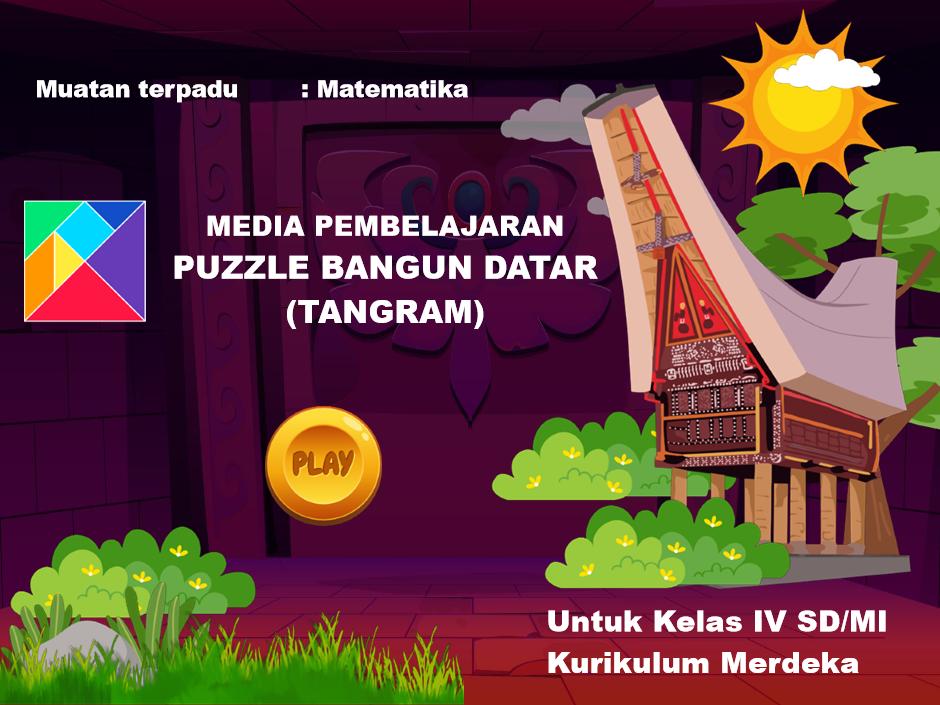 Muatan terpadu : Matematika
MEDIA PEMBELAJARAN
PUZZLE BANGUN DATAR
(TANGRAM)
PLAY
Untuk Kelas IV SD/MI
Kurikulum Merdeka